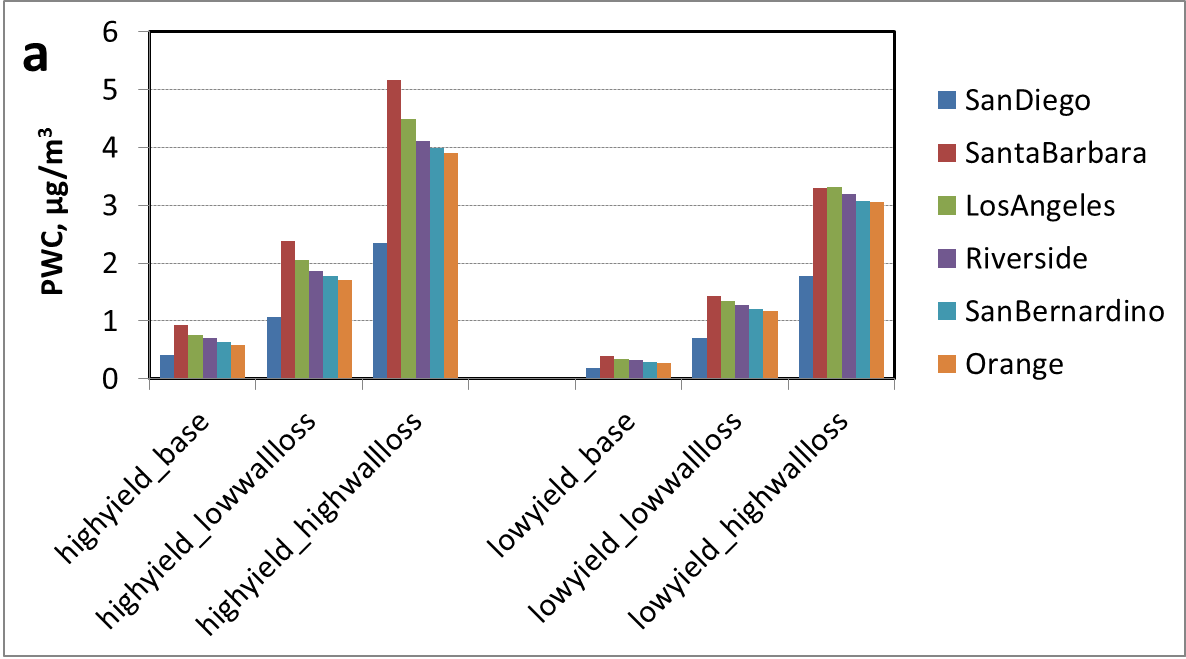 a
PWC, µg/m³
6
5
4
3
2
1
0
highyield_base
highyield_lowwallloss
highyield_highwallloss
lowyield_base
lowyield_lowwallloss
lowyield_highwallloss
SanDiego
SantaBarbara
LosAngeles
Riverside
SanBernardino
Orange